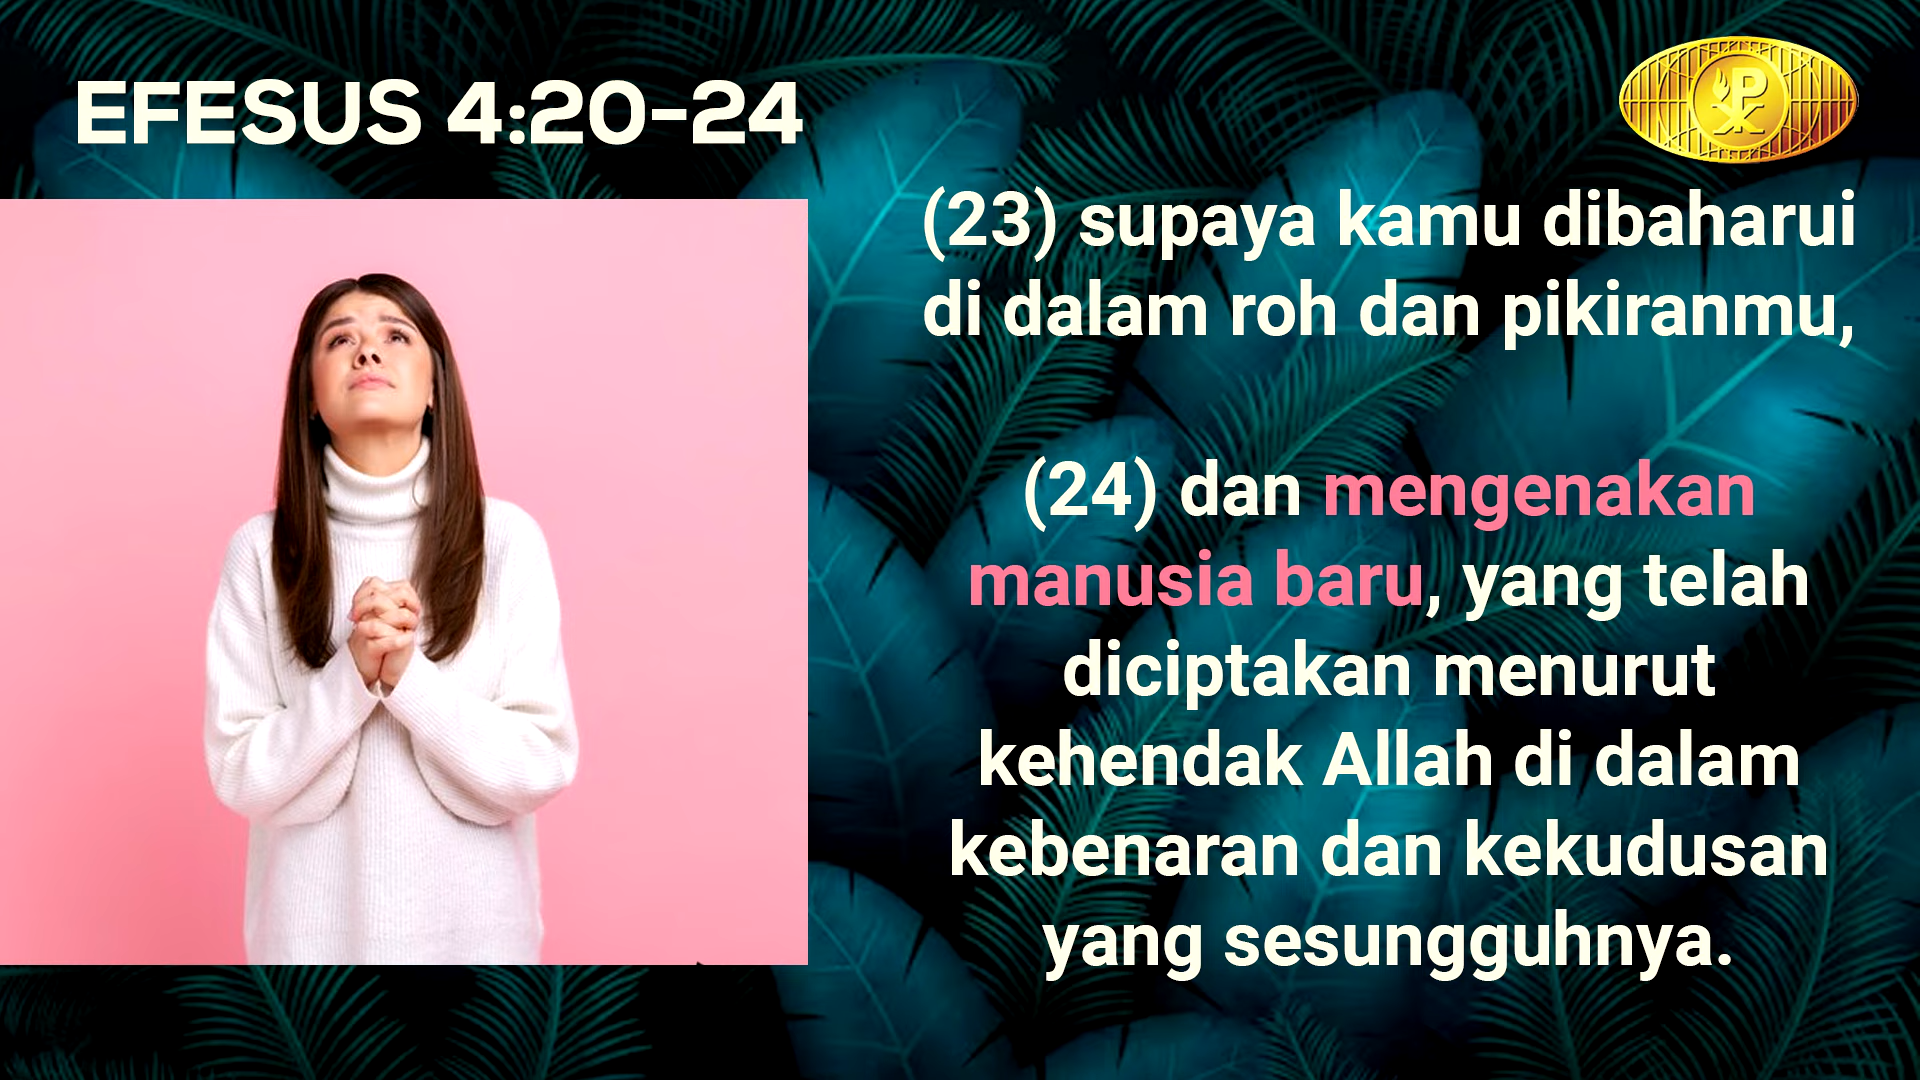 EFESUS 4:20-24
(23) supaya kamu dibaharui
di dalam roh dan pikiranmu,
(24) dan mengenakan
manusia baru, yang telah
diciptakan menurut
kehendak Allah di dalam
kebenaran dan kekudusan
yang sesungguhnya.